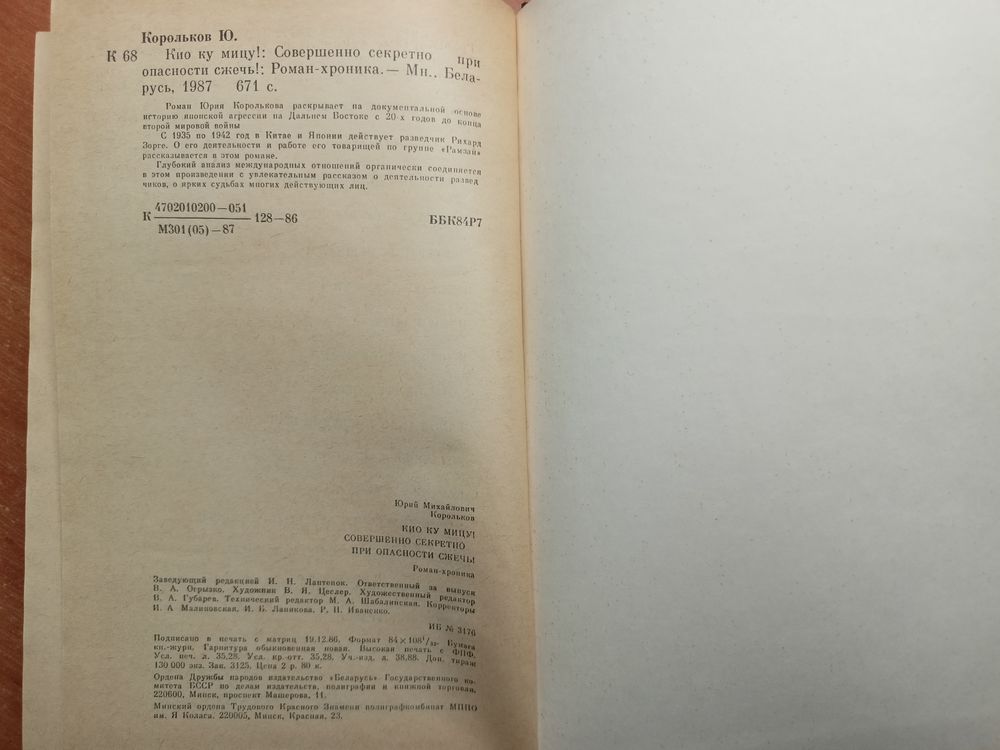 Корольков Ю.
К 68 Кио ку мицу!: Совершенно секретно при
опасности сжечь!: Роман-хроника. — Мн.. Бела-
русь, 1987 671 с.
Роман Юрия Королькова раскрывает на документальной основе
историю японской агрессии на Дальнем Востоке с 20-х годов до конца
второй мировой войны
С 1935 по 1942 год в Китае и Японии действует разведчик Рихард
Зорге. О его деятельности и работе его товарищей по группе «Рамзай»
рассказывается в этом романе.
Глубокий анализ международных отношений органически соединяется
в этом произведении с увлекательным рассказом о деятельности развед
чиков, о ярких судьбах многих действующих лиц.
4702010200—051
К 128—86 ББК84Р7
М301(05)—87
Юрий Михайлович
Корольков
КИО КУ МИЦУ!
СОВЕРШЕННО СЕКРЕТНО
ПРИ ОПАСНОСТИ СЖЕЧЬ!
Роман-хроника
Заведующий редакцией И. Н. Лаптенок. Ответственный за выпуск
В. А. Огрызко. Художник В. Я. Цеслер. Художественный редактор
В. А. Губарев. Технический редактор М. А. Шабалинская. Корректоры
И. А Малиновская, И. Б. Ланикова, Р. П. Иваненко.
ИБ № 3176
Подписано в печать с матриц 19.12.86. Формат 84×108¹/₃₂. Бумага
кн.-журн. Гарнитура обыкновенная новая. Высокая печать с ФПФ.
Усл. печ. л. 35,28. Усл. кр.-отт. 35,28. Уч.-изд. л. 38,88. Доп. тираж
130 000 экз. Зак. 3125. Цена 2 р. 80 к.
Ордена Дружбы народов издательство «Беларусь» Государственного ко-
митета БССР по делам издательств, полиграфии и книжной торговли.
220600, Минск, проспект Машерова, 11.
Минский ордена Трудового Красного Знамени полиграфкомбинат МППО
им. Я Коласа. 220005, Минск, Красная, 23.